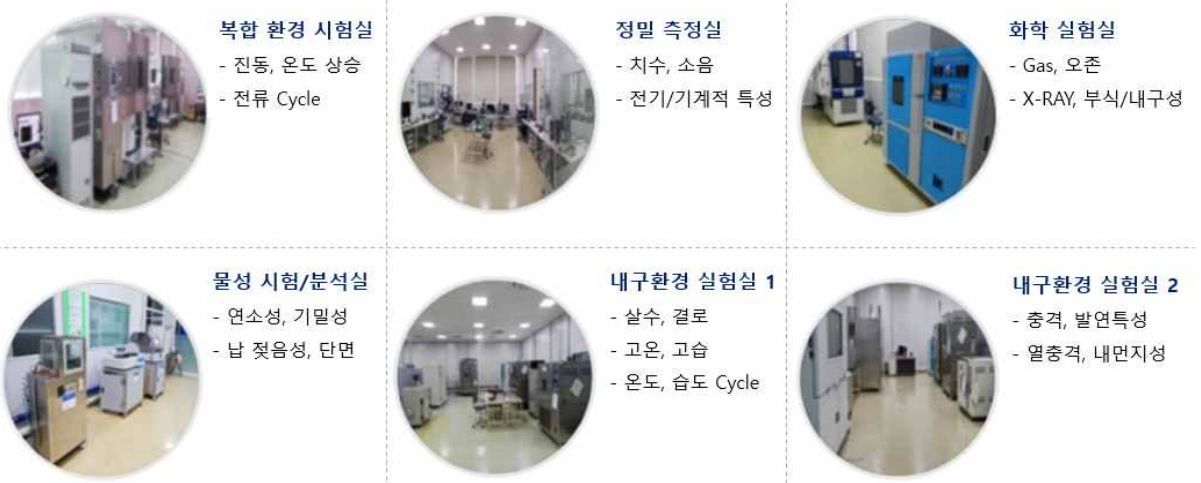 복합 환경 시험실
- 진동, 온도 상승
- 전류 Cycle
정밀 측정실
- 치수, 소음
- 전기/기계적 특성
화학 실험실
- Gas, 오존
- X-RAY, 부식/내구성
물성 시험/분석실
- 연소성, 기밀성
- 납 젖음성, 단면
내구환경 실험실 1
- 살수, 결로
- 고온, 고습
- 온도, 습도 Cycle
내구환경 실험실 2
- 충격, 발연특성
- 열충격, 내먼지성